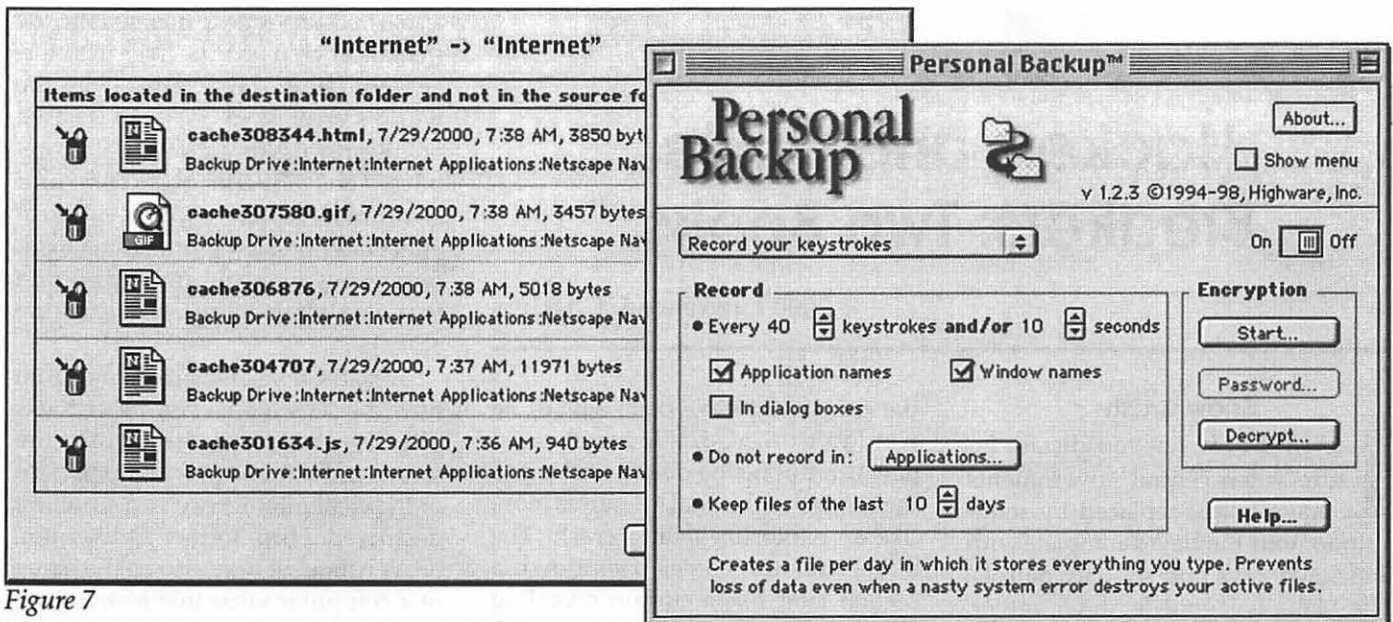 "Internet" -> "Internet"
Items located in the destination folder and not in the source fo
cache308344.html, 7/29/2000, 7:38 AM, 3850 byt
Backup Drive:Internet:Internet Applications:Netscape Nav
cache307580.gif, 7/29/2000, 7:38 AM, 3457 bytes
GIF
Backup Drive:Internet:Internet Applications:Netscape Nav
cache306876, 7/29/2000, 7:38 AM, 5018 bytes
Backup Drive:Internet:Internet Applications:Netscape Nav
cache304707, 7/29/2000, 7:37 AM, 11971 bytes
Backup Drive:Internet:Internet Applications:Netscape Nav
cache301634.js, 7/29/2000, 7:36 AM, 940 bytes
Backup Drive:Internet:Internet Applications:Netscape Nav
Figure 7
Personal Backup™
Personal
Backup
About...
Show menu
v 1.2.3 ©1994-98, Highware, Inc.
Record your keystrokes
On Off
Record
• Every 40 keystrokes and/or 10 seconds
Application names Window names
In dialog boxes
• Do not record in: Applications...
• Keep files of the last 10 days
Encryption
Start...
Password...
Decrypt...
Help...
Creates a file per day in which it stores everything you type. Prevents
loss of data even when a nasty system error destroys your active files.